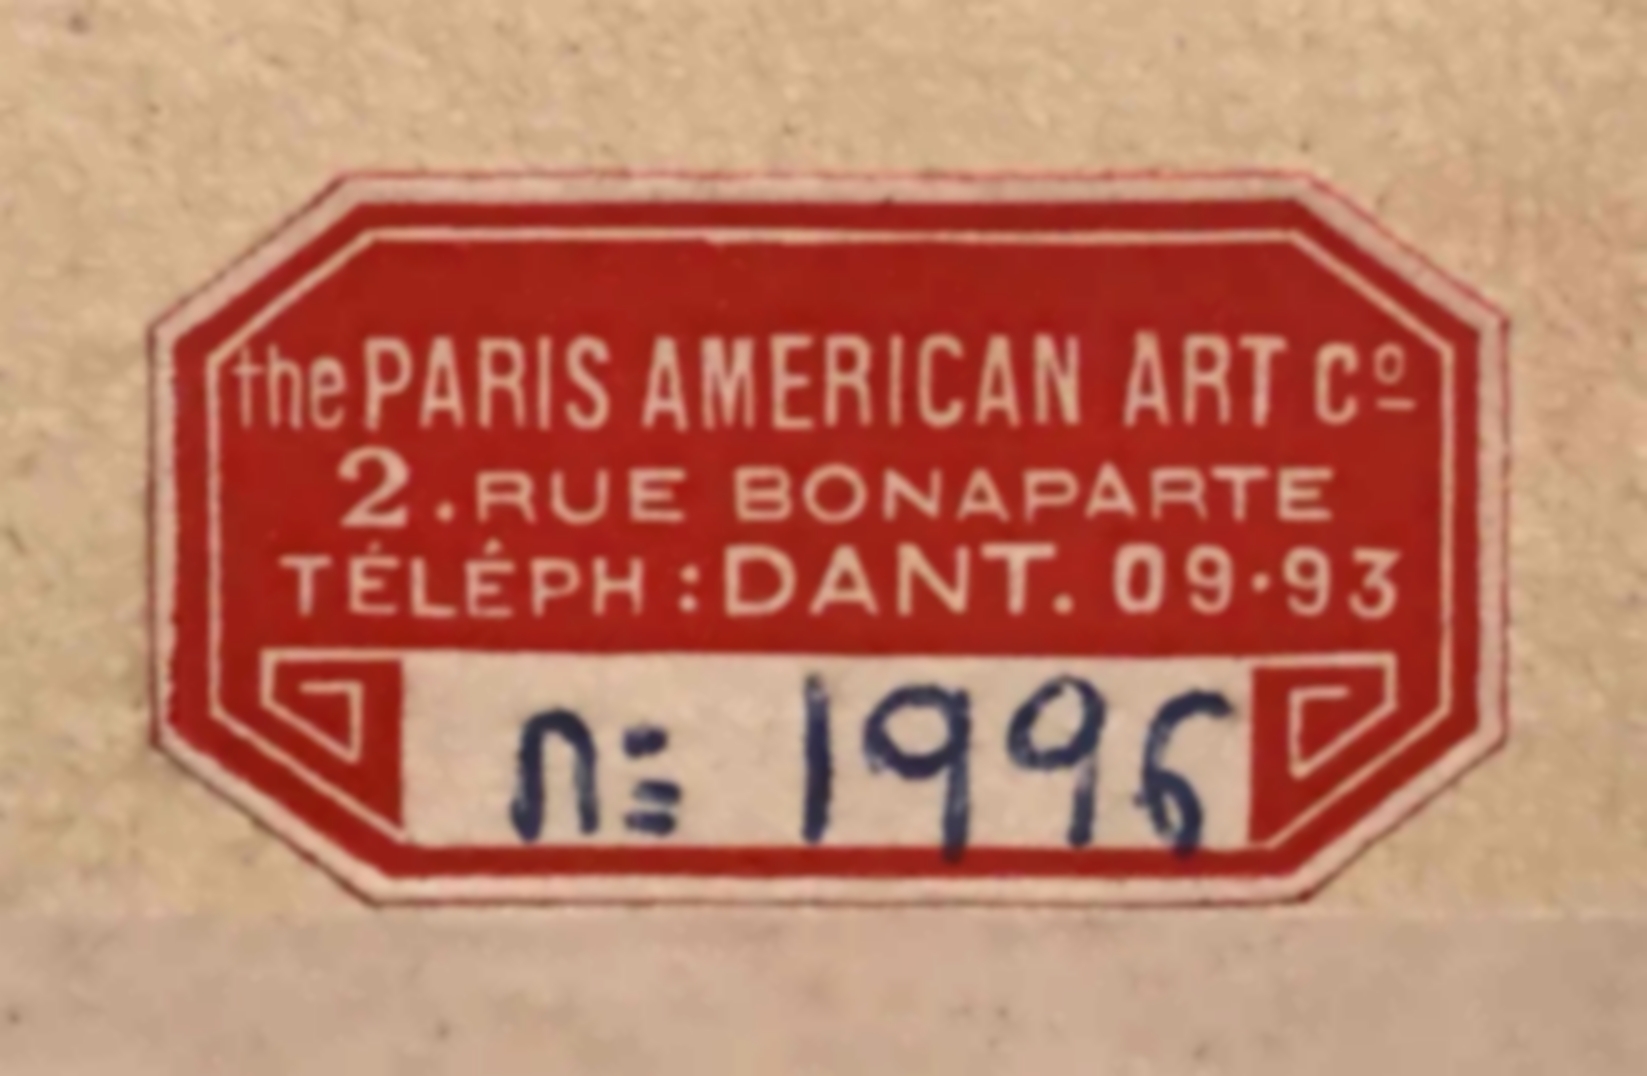 the PARIS AMERICAN ART Cº
2. RUE BONAPARTE
TÉLÉPH : DANT. 09·93
n= 1996